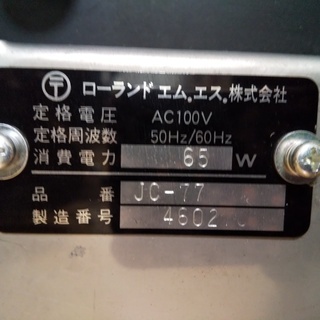 ローランド エム.エス.株式会社
定格電圧 AC100V
定格周波数 50Hz/60Hz
消費電力 65 W
品番 JC-77
製造番号 4602